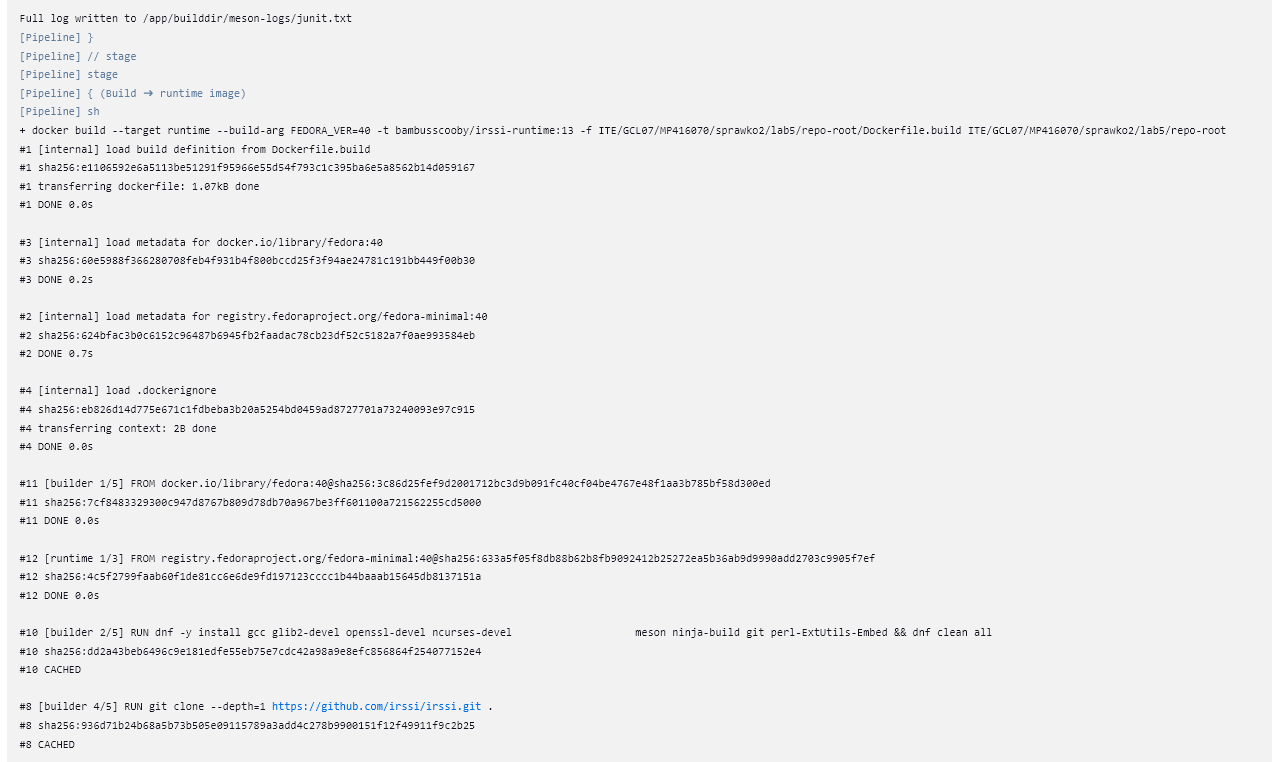 Full log written to /app/builddir/meson-logs/junit.txt
[Pipeline] }
[Pipeline] // stage
[Pipeline] stage
[Pipeline] { (Build → runtime image)
[Pipeline] sh
+ docker build --target runtime --build-arg FEDORA_VER=40 -t bambusscooby/irssi-runtime:13 -f ITE/GCL07/MP416070/sprawko2/lab5/repo-root/Dockerfile.build ITE/GCL07/MP416070/sprawko2/lab5/repo-root
#1 [internal] load build definition from Dockerfile.build
#1 sha256:e1106592e6a5113be51291f95966e55d54f793c1c395ba6e5a8562b14d059167
#1 transferring dockerfile: 1.07kB done
#1 DONE 0.0s
#3 [internal] load metadata for docker.io/library/fedora:40
#3 sha256:60e5988f366280708feb4f931b4f800bccd25f3f94ae24781c191bb449f00b30
#3 DONE 0.2s
#2 [internal] load metadata for registry.fedoraproject.org/fedora-minimal:40
#2 sha256:624bfac3b0c6152c96487b6945fb2faadac78cb23df52c5182a7f0ae993584eb
#2 DONE 0.7s
#4 [internal] load .dockerignore
#4 sha256:eb826d14d775e671c1fdbeba3b20a5254bd0459ad8727701a73240093e97c915
#4 transferring context: 2B done
#4 DONE 0.0s
#11 [builder 1/5] FROM docker.io/library/fedora:40@sha256:3c86d25fef9d2001712bc3d9b091fc40cf04be4767e48f1aa3b785bf58d300ed
#11 sha256:7cf8483329300c947d8767b809d78db70a967be3ff601100a721562255cd5000
#11 DONE 0.0s
#12 [runtime 1/3] FROM registry.fedoraproject.org/fedora-minimal:40@sha256:633a5f05f8db88b62b8fb9092412b25272ea5b36ab9d9990add2703c9905f7ef
#12 sha256:4c5f2799faab60f1de81cc6e6de9fd197123cccc1b44baaab15645db8137151a
#12 DONE 0.0s
#10 [builder 2/5] RUN dnf -y install gcc glib2-devel openssl-devel ncurses-devel                    meson ninja-build git perl-ExtUtils-Embed && dnf clean all
#10 sha256:dd2a43beb6496c9e181edfe55eb75e7cdc42a98a9e8efc856864f254077152e4
#10 CACHED
#8 [builder 4/5] RUN git clone --depth=1 https://github.com/irssi/irssi.git .
#8 sha256:936d71b24b68a5b73b505e09115789a3add4c278b9900151f12f49911f9c2b25
#8 CACHED